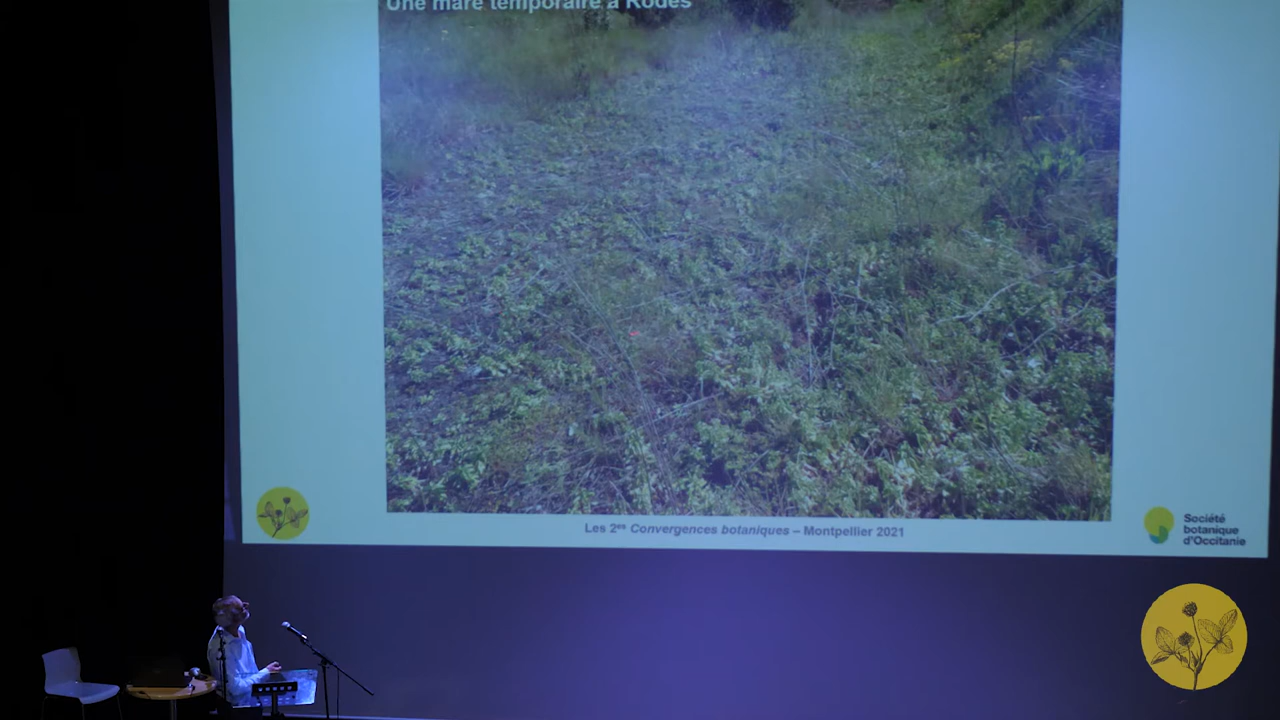 Une mare temporaire à Rodès
Les 2es Convergences botaniques – Montpellier 2021
Société
botanique
d'Occitanie